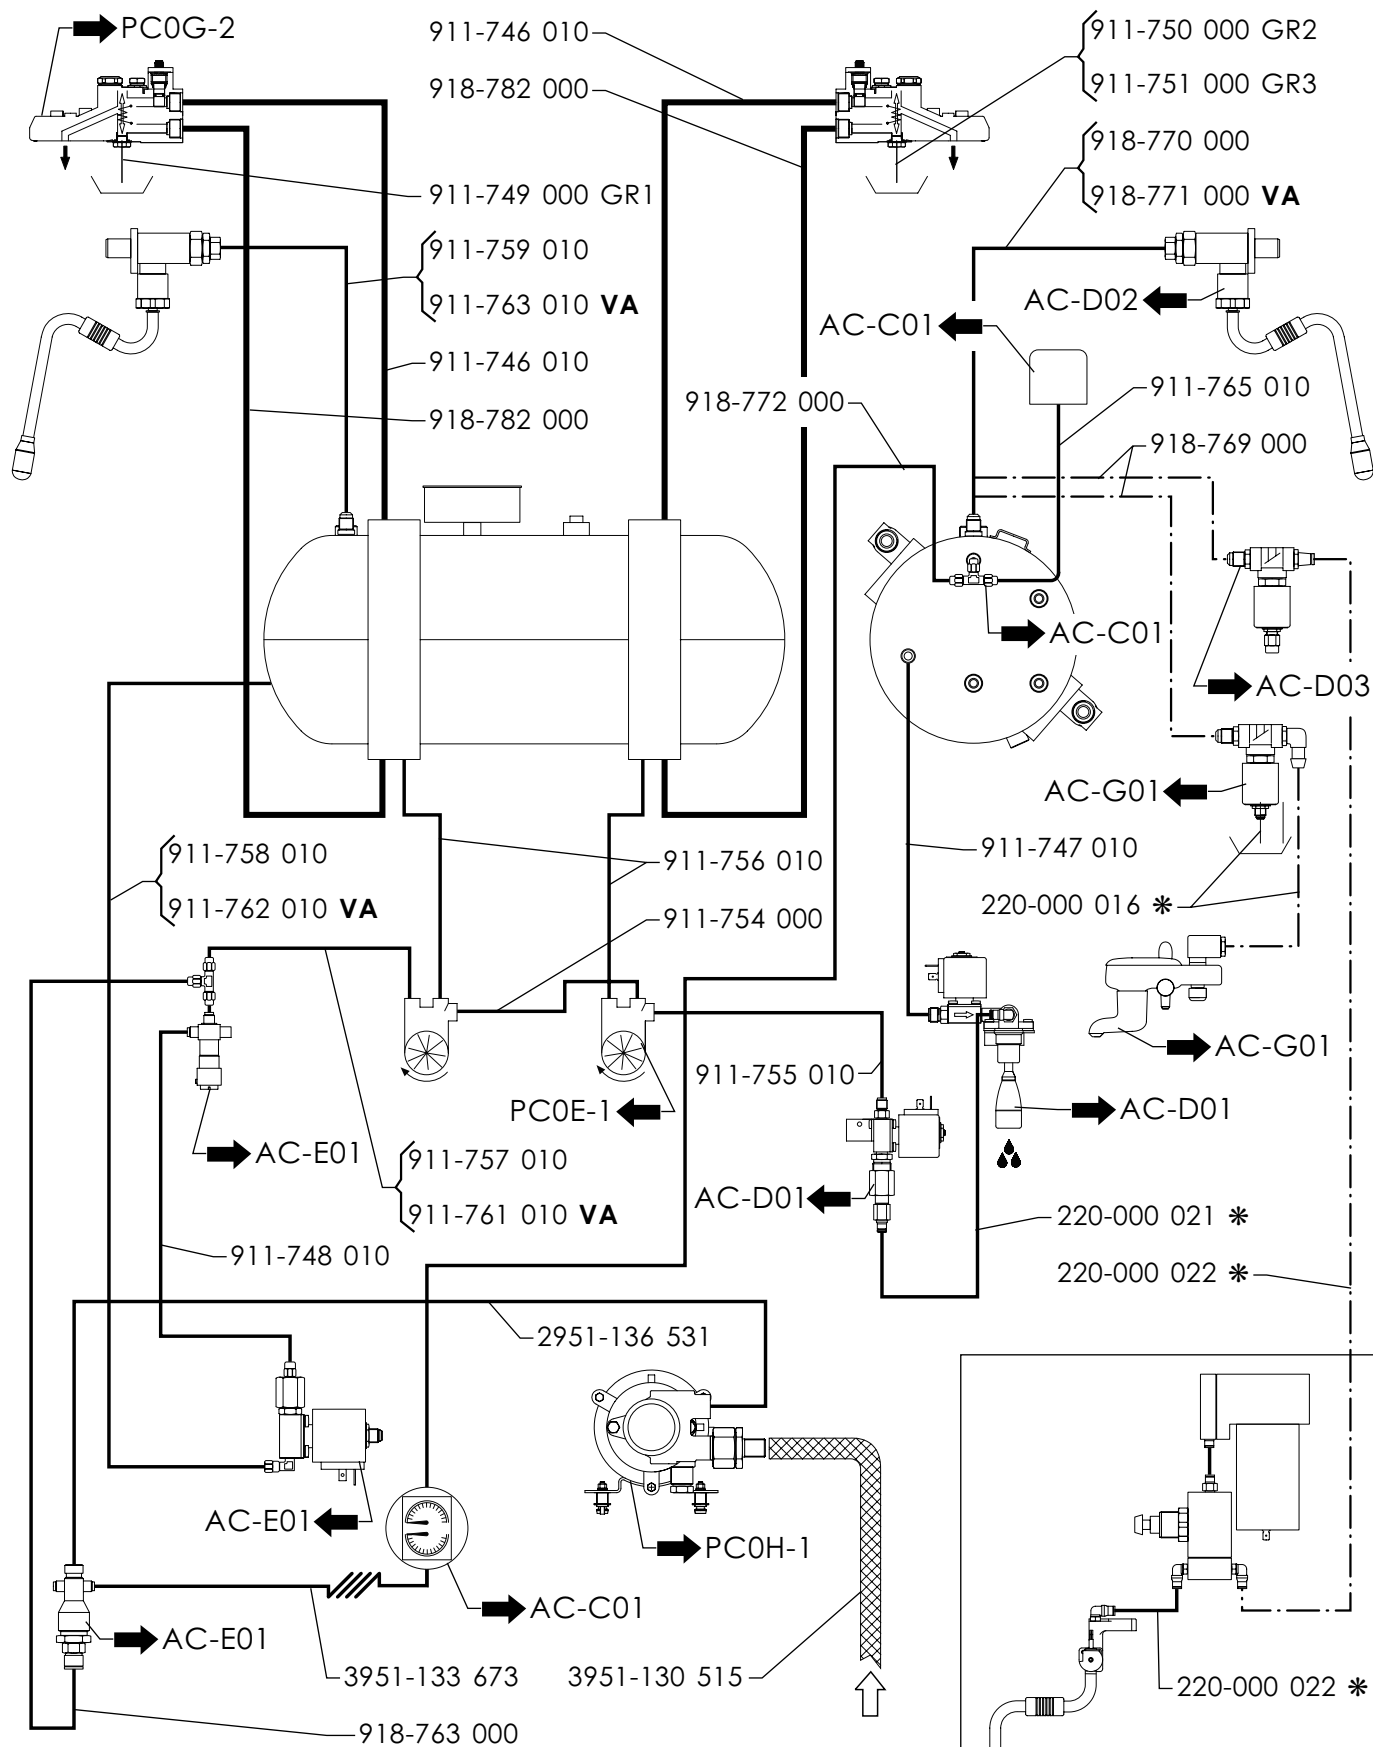 PC0G-2
911-746 010
911-750 000 GR2
918-782 000
911-751 000 GR3
918-770 000
911-749 000 GR1
918-771 000 VA
911-759 010
911-763 010 VA
AC-D02
AC-C01
911-746 010
911-765 010
918-772 000
918-782 000
918-769 000
AC-C01
AC-D03
AC-G01
911-758 010
911-756 010
911-747 010
911-762 010 VA
911-754 000
220-000 016 *
AC-G01
911-755 010
PC0E-1
AC-D01
AC-E01
911-757 010
AC-D01
911-761 010 VA
220-000 021 *
911-748 010
220-000 022 *
2951-136 531
AC-E01
PC0H-1
AC-C01
AC-E01
3951-133 673
3951-130 515
220-000 022 *
918-763 000